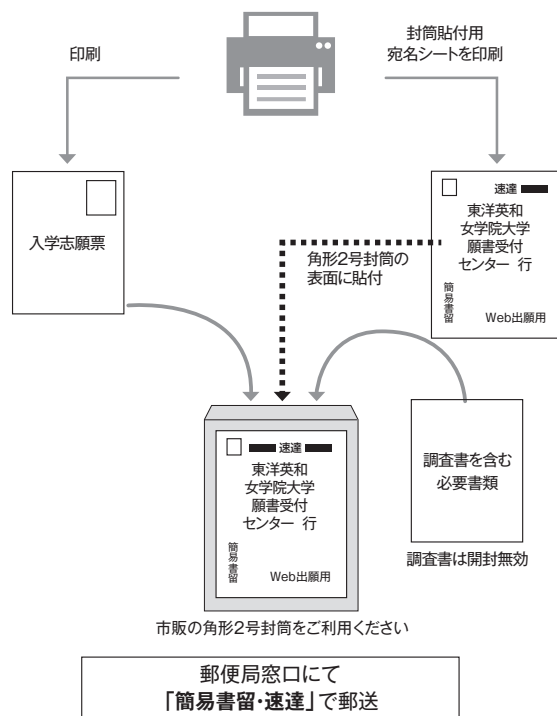 印刷
封筒貼付用
宛名シートを印刷
入学志願票
速達
東洋英和
女学院大学
願書受付
センター 行
簡易書留
Web出願用
角形2号封筒の
表面に貼付
速達
東洋英和
女学院大学
願書受付
センター 行
簡易書留
Web出願用
調査書を含む
必要書類
調査書は開封無効
市販の角形2号封筒をご利用ください
郵便局窓口にて
「簡易書留・速達」で郵送